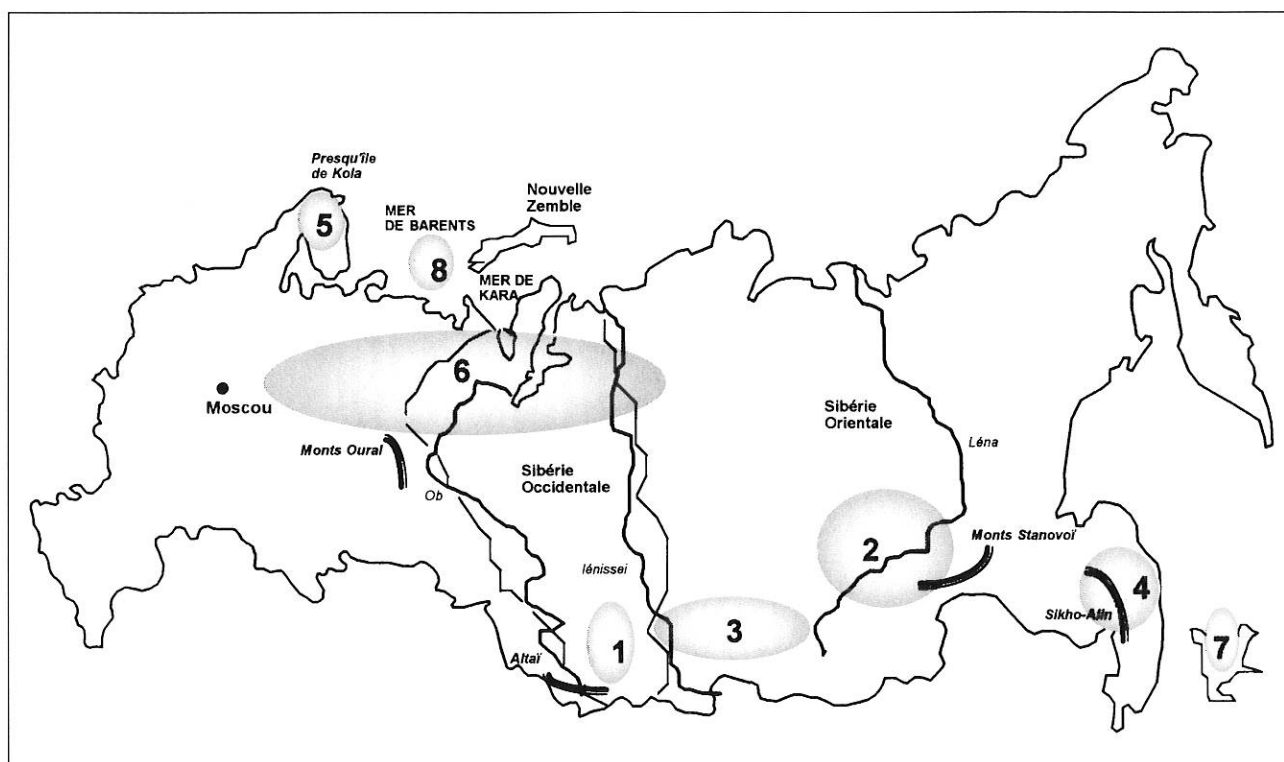 Presqu'île
de Kola
5
MER
DE BARENTS
8
Nouvelle
Zemble
MER DE
KARA
6
Moscou
Monts Oural
Ob
Sibérie
Occidentale
Sibérie
Orientale
Léna
2
Monts Stanovoï
Iénissei
4
Sikho-Alin
1
3
7
Altaï